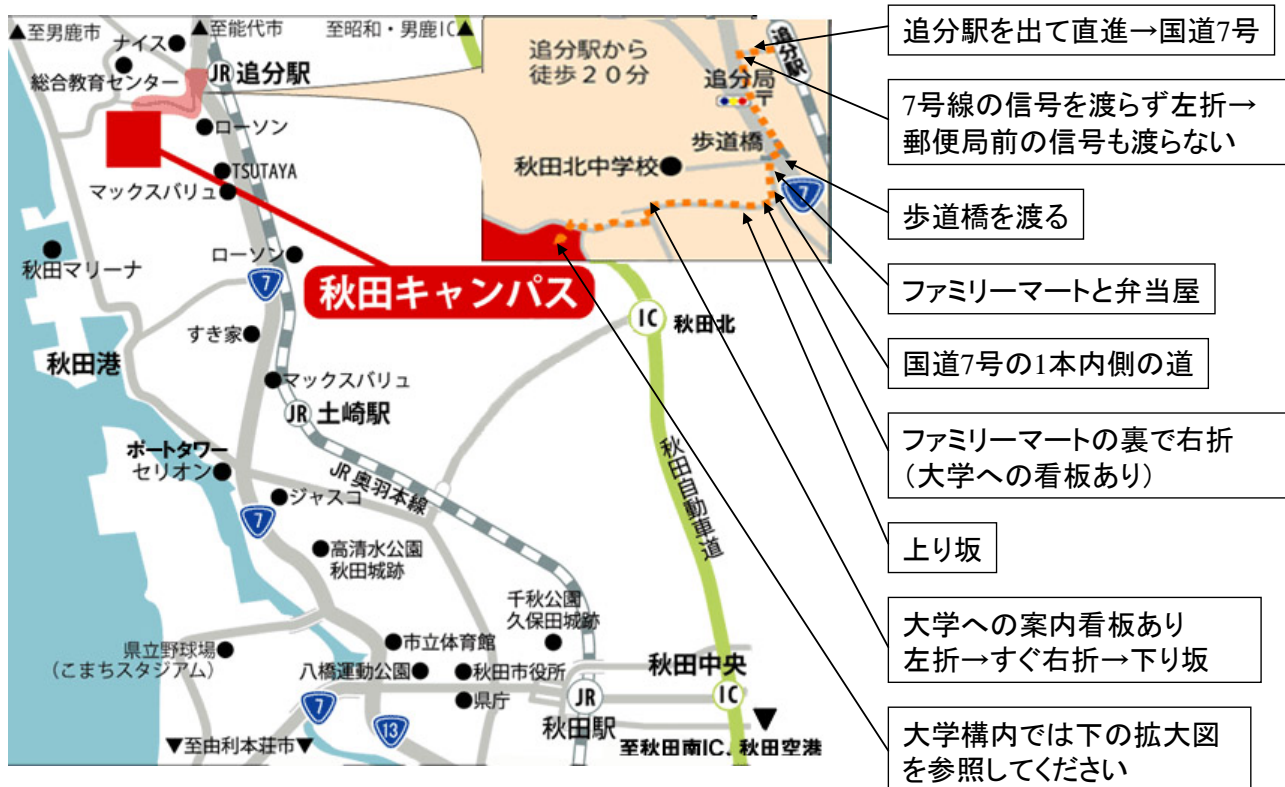 ▲至男鹿市
▲至能代市
至昭和・男鹿IC▲
ナイス
総合教育センター
JR 追分駅
ローソン
TSUTAYA
マックスバリュ
秋田マリーナ
ローソン
7
秋田キャンパス
すき家
秋田港
マックスバリュ
JR 土崎駅
IC 秋田北
ポートタワー
セリオン
JR奥羽本線
秋田自動車道
ジャスコ
7
高清水公園
秋田城跡
千秋公園
久保田城跡
県立野球場
(こまちスタジアム)
市立体育館
八橋運動公園
秋田市役所
県庁
秋田中央
IC
JR
秋田駅
7
13
▼至由利本荘市▼
至秋田南IC. 秋田空港
追分駅から
徒歩20分
追分駅
追分局
〒
歩道橋
秋田北中学校
7
追分駅を出て直進→国道7号
7号線の信号を渡らず左折→
郵便局前の信号も渡らない
歩道橋を渡る
ファミリーマートと弁当屋
国道7号の1本内側の道
ファミリーマートの裏で右折
(大学への看板あり)
上り坂
大学への案内看板あり
左折→すぐ右折→下り坂
大学構内では下の拡大図
を参照してください